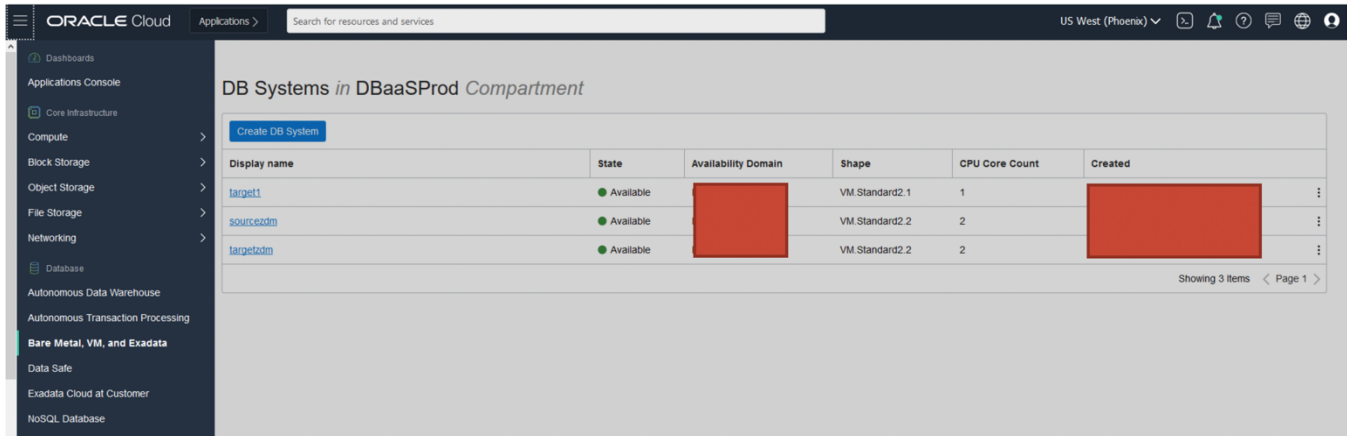 ORACLE Cloud Applications > Search for resources and services US West (Phoenix)
Dashboards
Applications Console
Core Infrastructure
Compute
Block Storage
Object Storage
File Storage
Networking
Database
Autonomous Data Warehouse
Autonomous Transaction Processing
Bare Metal, VM, and Exadata
Data Safe
Exadata Cloud at Customer
NoSQL Database
DB Systems in DBaaSProd Compartment
Create DB System
Display name State Availability Domain Shape CPU Core Count Created
target1 Available VM.Standard2.1 1
sourcezdm Available VM.Standard2.2 2
targetzdm Available VM.Standard2.2 2
Showing 3 Items < Page 1 >